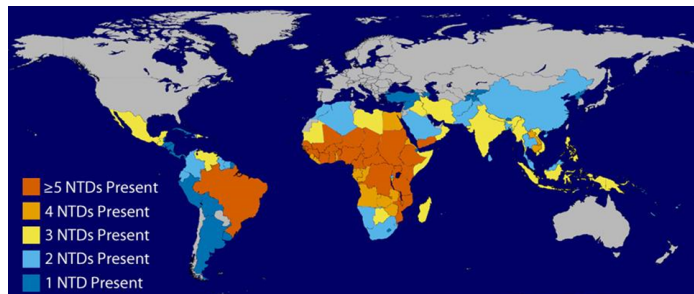 ≥5 NTDs Present
4 NTDs Present
3 NTDs Present
2 NTDs Present
1 NTD Present